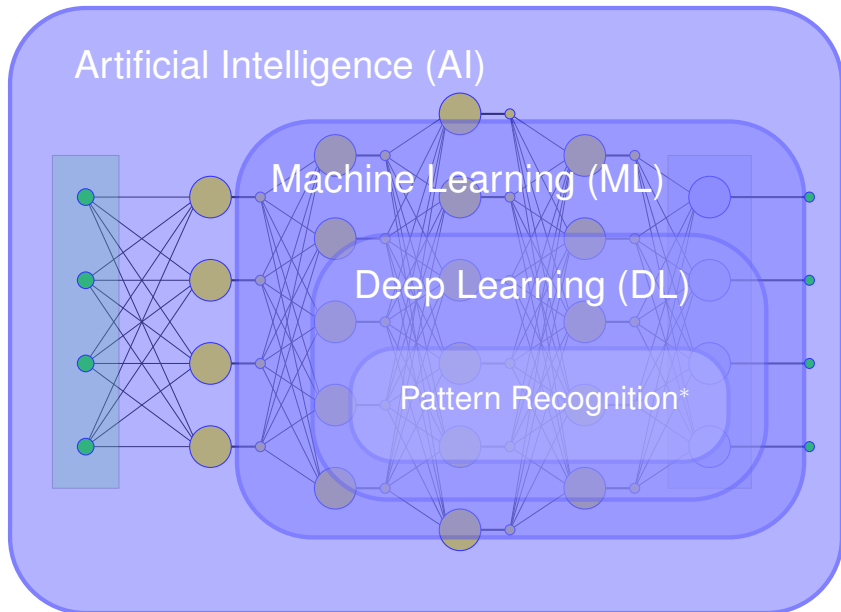 Artificial Intelligence (AI)
Machine Learning (ML)
Deep Learning (DL)
Pattern Recognition*